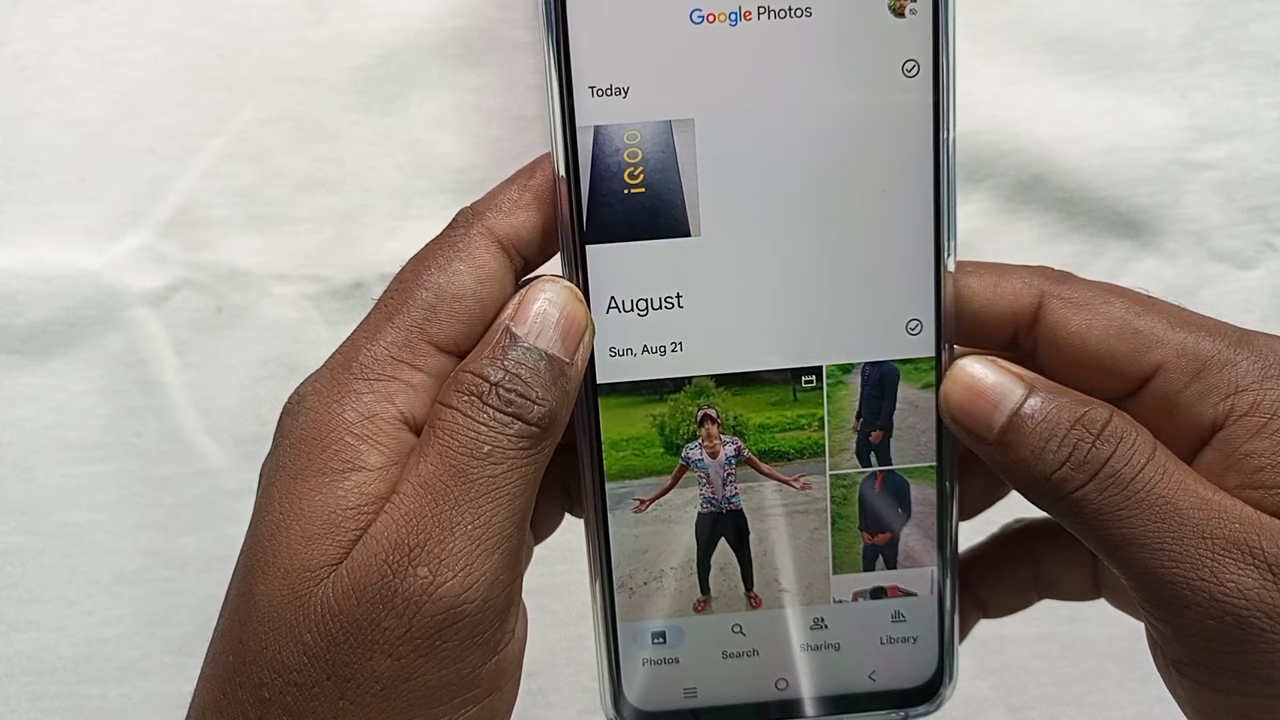 Google Photos
Today
iQOO
August
Sun, Aug 21
Photos
Search
Sharing
Library